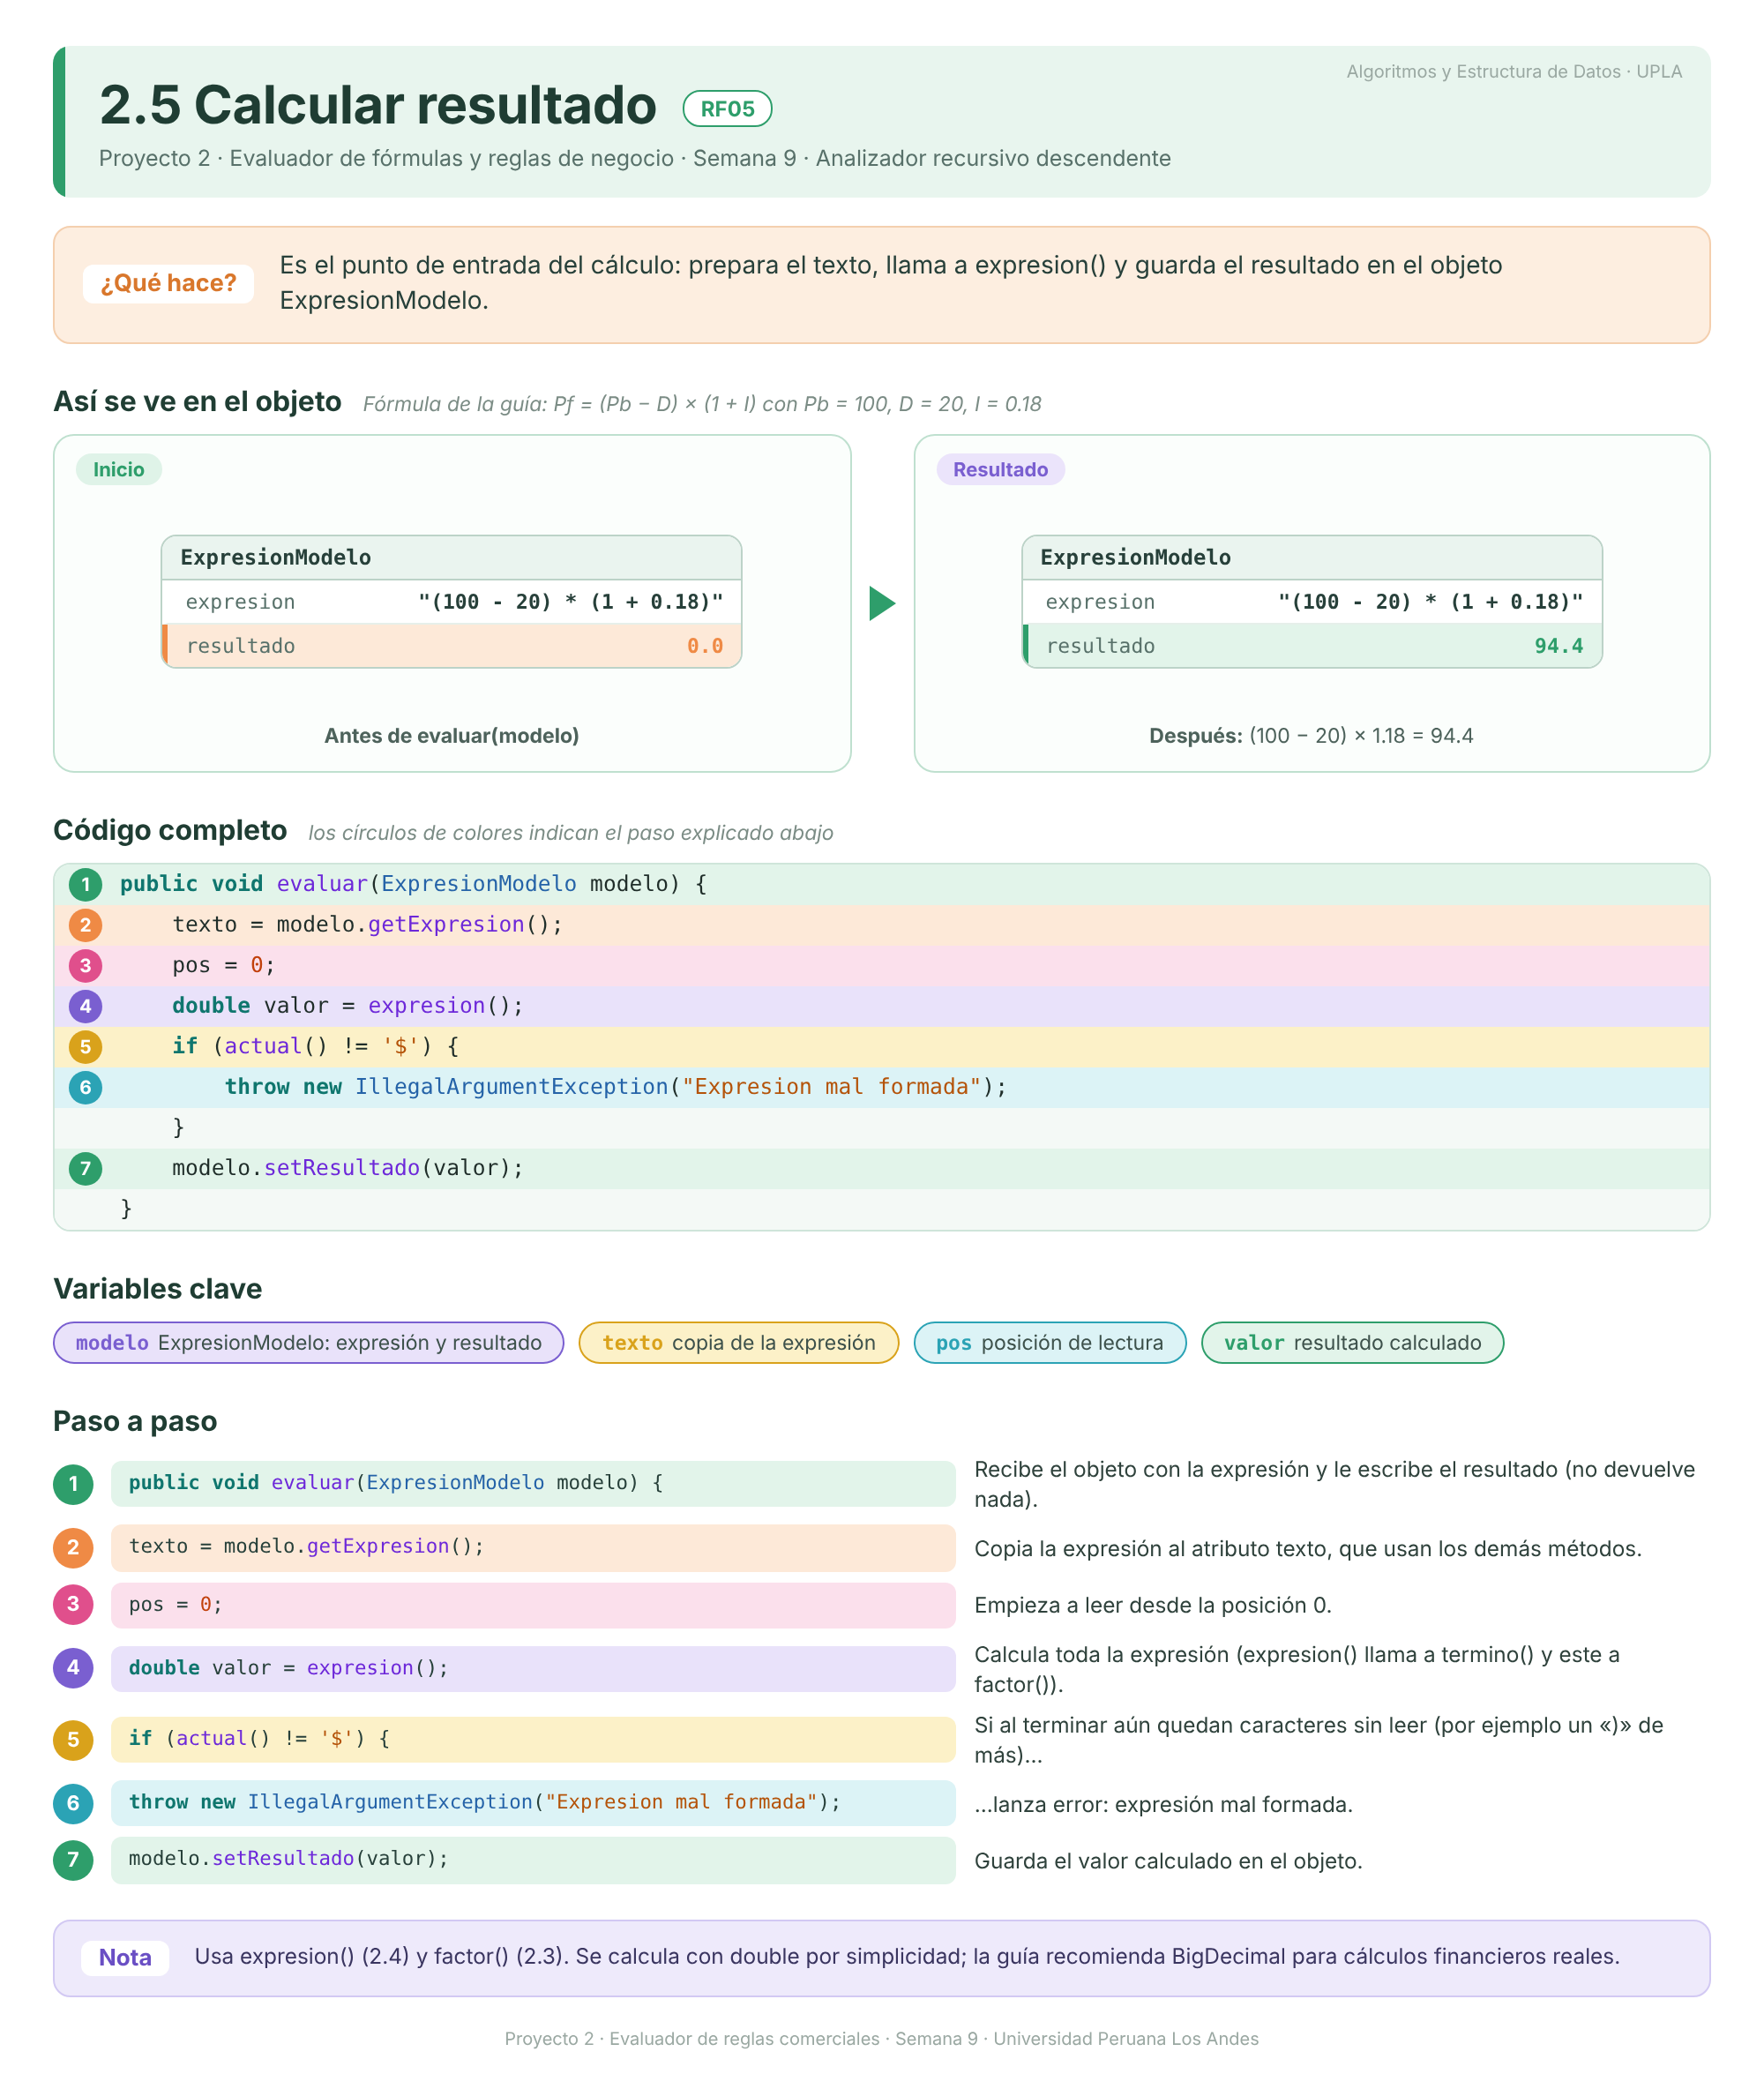 Algoritmos y Estructura de Datos · UPLA
2.5 Calcular resultado RF05
Proyecto 2 · Evaluador de fórmulas y reglas de negocio · Semana 9 · Analizador recursivo descendente
¿Qué hace?
Es el punto de entrada del cálculo: prepara el texto, llama a expresion() y guarda el resultado en el objeto
ExpresionModelo.
Así se ve en el objeto Fórmula de la guía: Pf = (Pb − D) × (1 + I) con Pb = 100, D = 20, I = 0.18
Inicio
ExpresionModelo
expresion "(100 - 20) * (1 + 0.18)"
resultado 0.0
Antes de evaluar(modelo)
Resultado
ExpresionModelo
expresion "(100 - 20) * (1 + 0.18)"
resultado 94.4
Después: (100 − 20) × 1.18 = 94.4
Código completo los círculos de colores indican el paso explicado abajo
1 public void evaluar(ExpresionModelo modelo) {
2 texto = modelo.getExpresion();
3 pos = 0;
4 double valor = expresion();
5 if (actual() != '$') {
6 throw new IllegalArgumentException("Expresion mal formada");
}
7 modelo.setResultado(valor);
}
Variables clave
modelo ExpresionModelo: expresión y resultado texto copia de la expresión pos posición de lectura valor resultado calculado
Paso a paso
1 public void evaluar(ExpresionModelo modelo) {
Recibe el objeto con la expresión y le escribe el resultado (no devuelve
nada).
2 texto = modelo.getExpresion();
Copia la expresión al atributo texto, que usan los demás métodos.
3 pos = 0;
Empieza a leer desde la posición 0.
4 double valor = expresion();
Calcula toda la expresión (expresion() llama a termino() y este a
factor()).
5 if (actual() != '$') {
Si al terminar aún quedan caracteres sin leer (por ejemplo un «)» de
más)...
6 throw new IllegalArgumentException("Expresion mal formada");
...lanza error: expresión mal formada.
7 modelo.setResultado(valor);
Guarda el valor calculado en el objeto.
Nota Usa expresion() (2.4) y factor() (2.3). Se calcula con double por simplicidad; la guía recomienda BigDecimal para cálculos financieros reales.
Proyecto 2 · Evaluador de reglas comerciales · Semana 9 · Universidad Peruana Los Andes